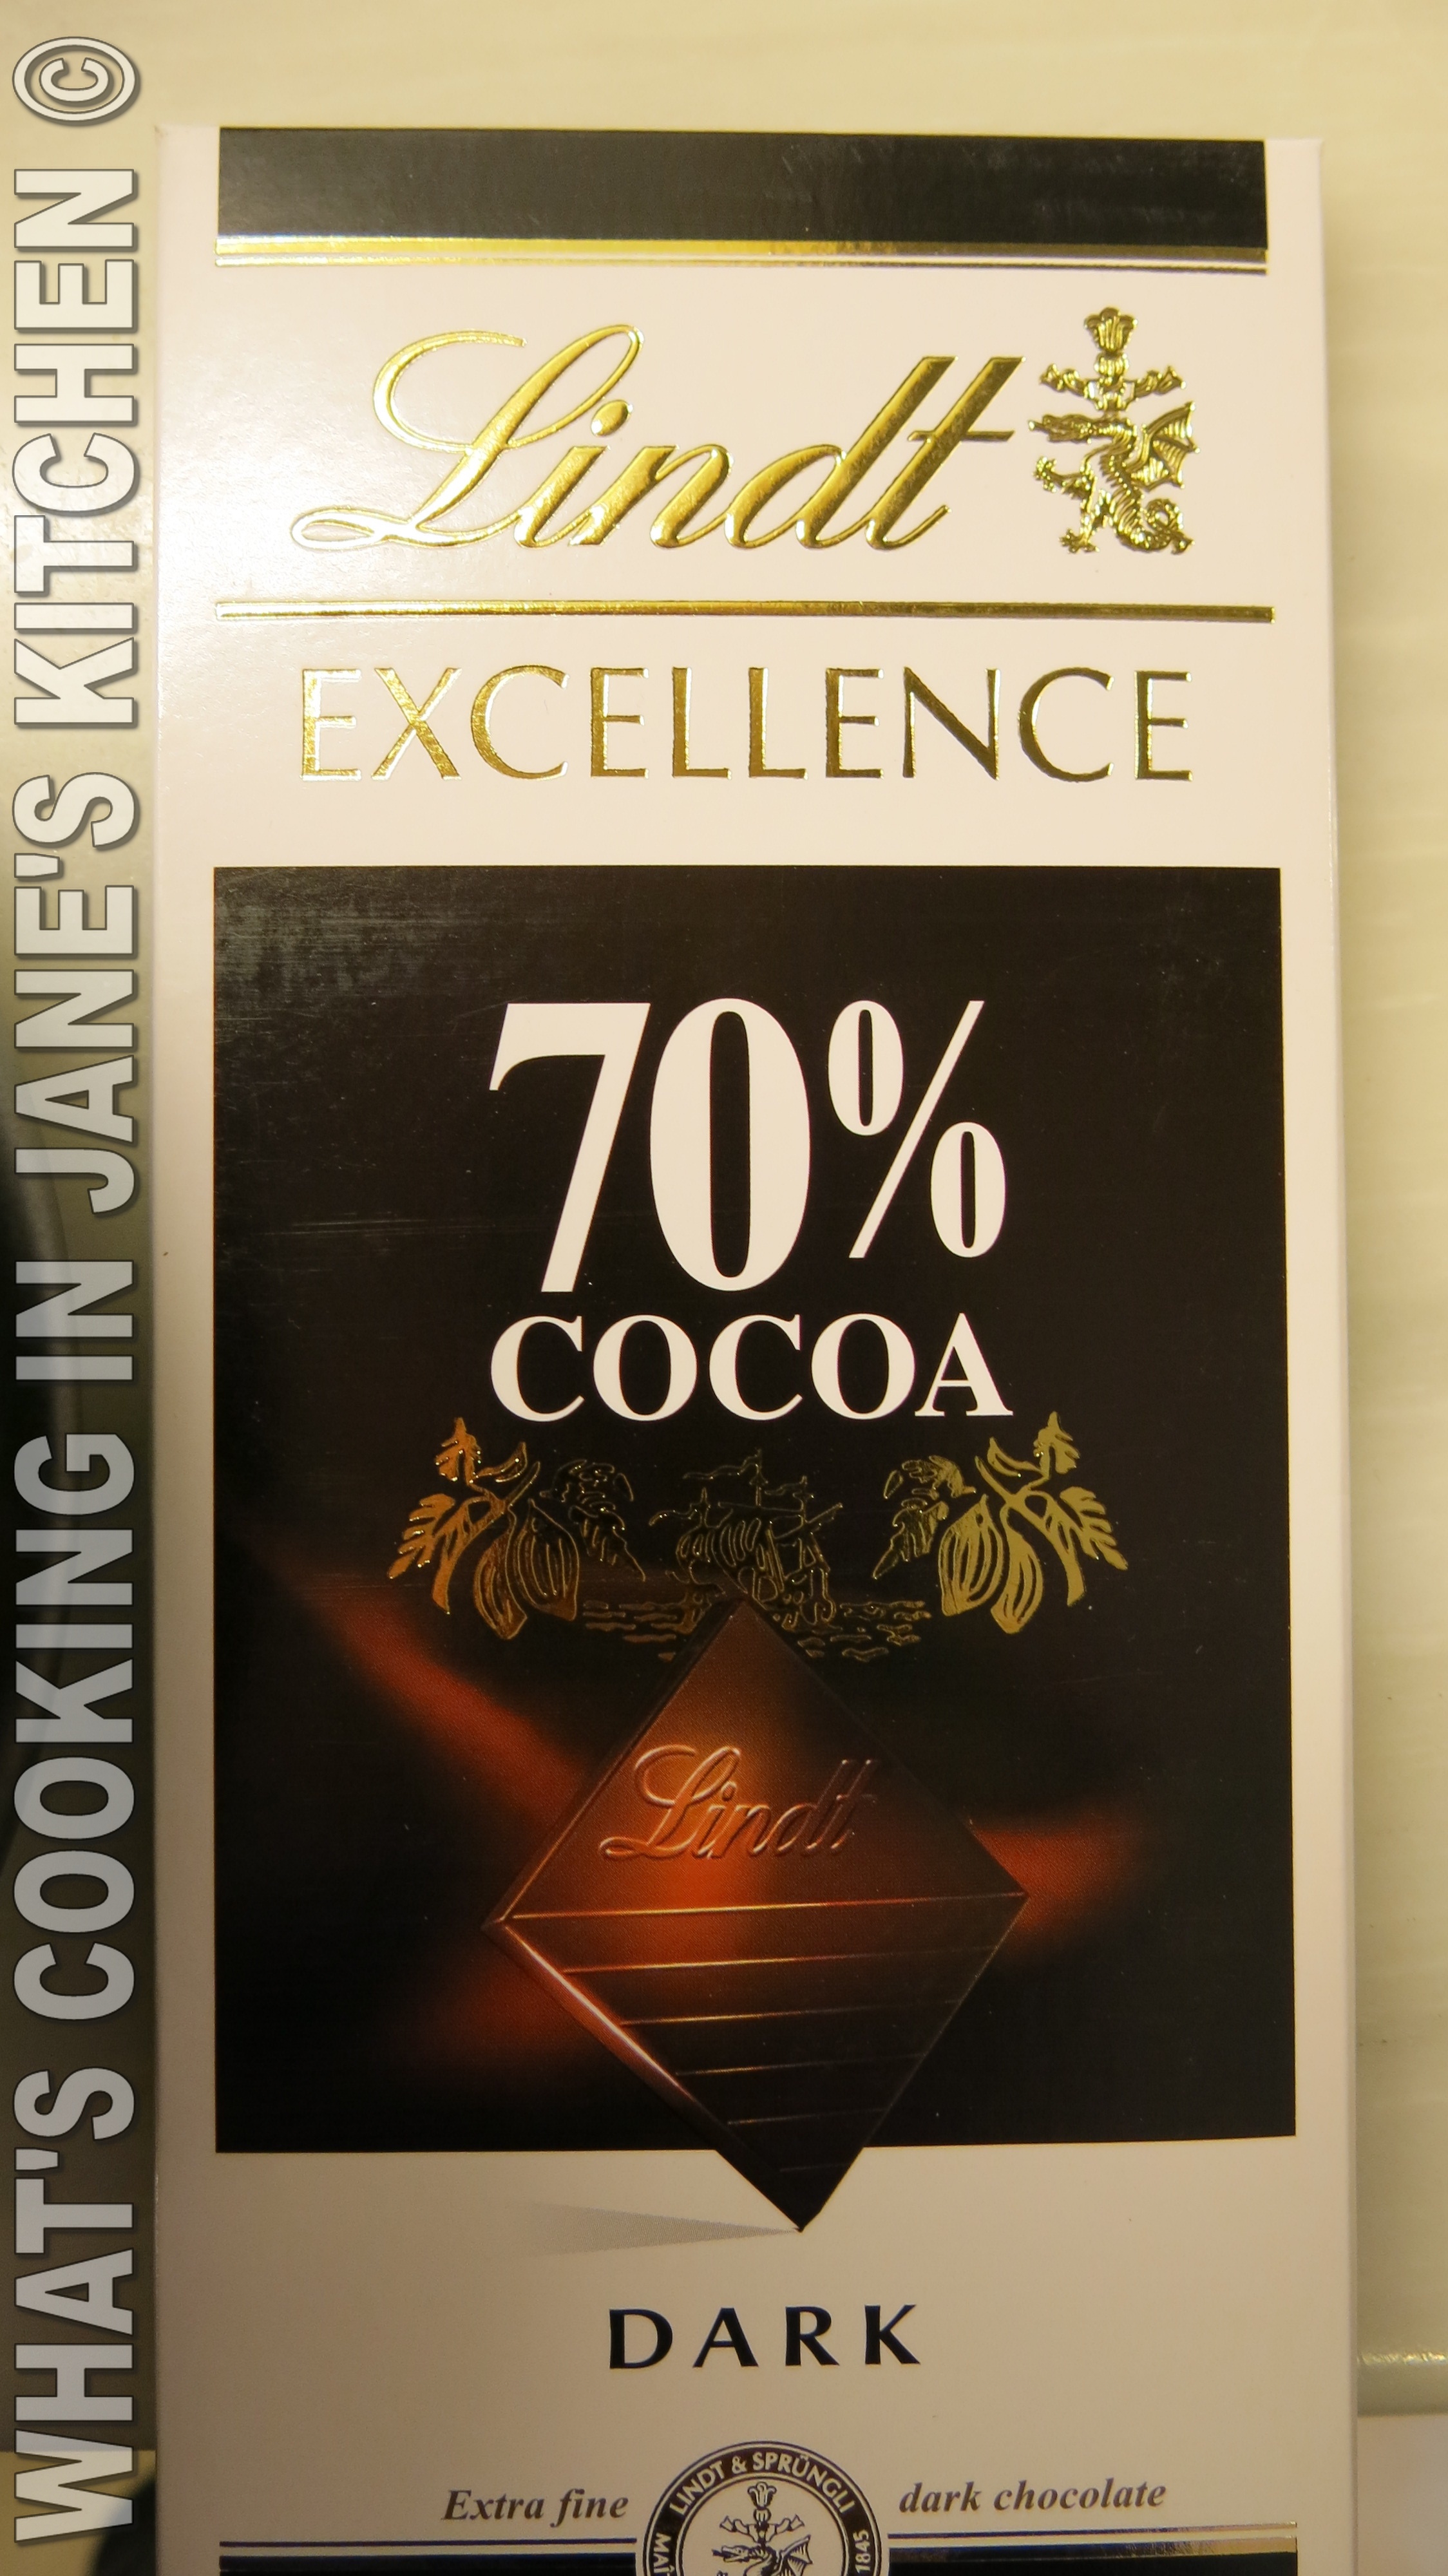 WHAT'S COOKING IN JANE'S KITCHEN ©
Lindt
EXCELLENCE
70%
COCOA
Lindt
DARK
Extra fine dark chocolate
LINDT & SPRÜNGLI
1845